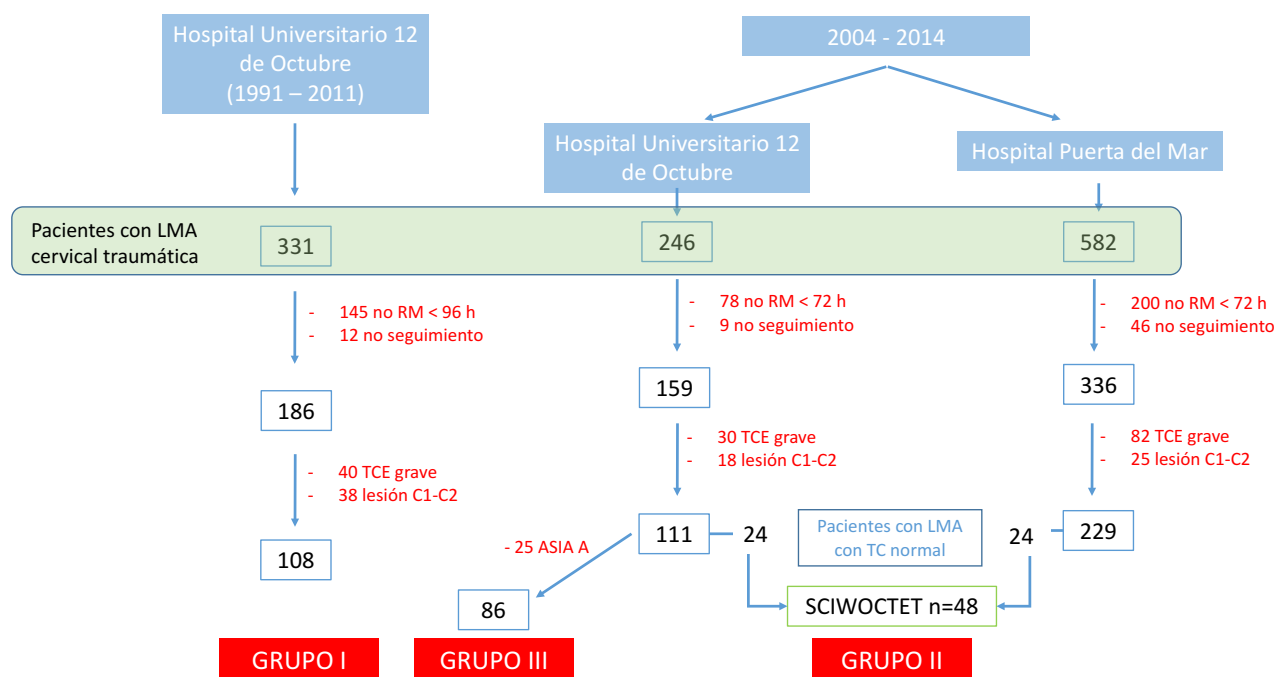 Hospital Universitario 12
de Octubre
(1991 – 2011)
2004 - 2014
Hospital Universitario 12
de Octubre
Hospital Puerta del Mar
Pacientes con LMA
cervical traumática
331
246
582
- 145 no RM < 96 h
- 12 no seguimiento
- 78 no RM < 72 h
- 9 no seguimiento
- 200 no RM < 72 h
- 46 no seguimiento
186
159
336
- 40 TCE grave
- 38 lesión C1-C2
- 30 TCE grave
- 18 lesión C1-C2
- 82 TCE grave
- 25 lesión C1-C2
108
111
24
Pacientes con LMA
con TC normal
24
229
- 25 ASIA A
86
SCIWOCTET n=48
GRUPO I
GRUPO III
GRUPO II